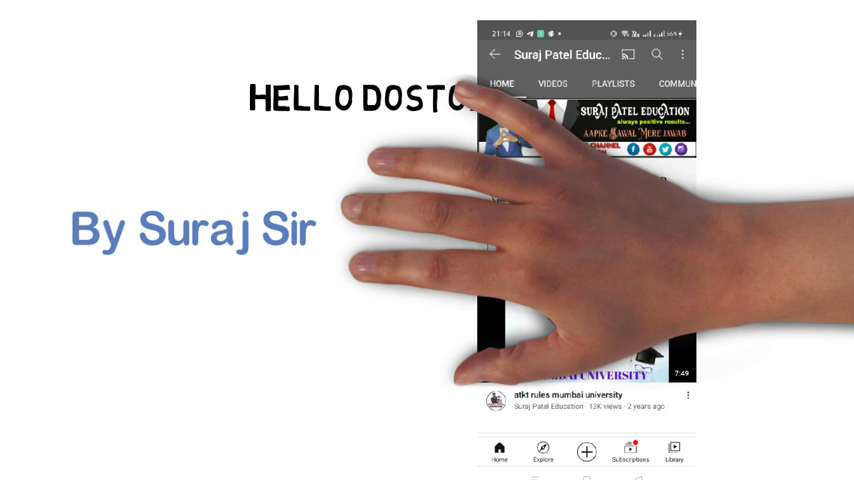 21:14
56%
Suraj Patel Educ...
HOME VIDEOS PLAYLISTS COMMUN
HELLO DOSTO
SURAJ PATEL EDUCATION
always positive results...
AAPKE SAWAL MERE JAWAB
CHANNEL
By Suraj Sir
MUMBAI UNIVERSITY
7:49
atkt rules mumbai university
Suraj Patel Education · 13K views · 2 years ago
Home Explore Subscriptions Library